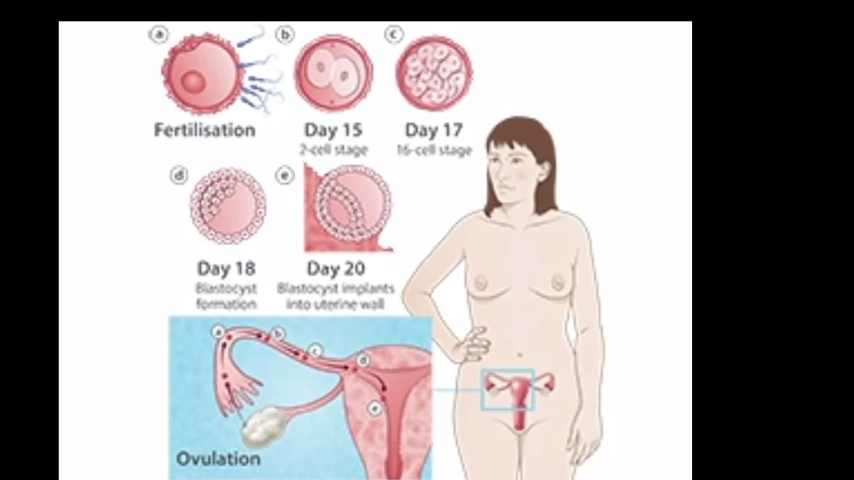 a
b
c
Fertilisation
Day 15
2-cell stage
Day 17
16-cell stage
d
e
Day 18
Blastocyst
formation
Day 20
Blastocyst implants
into uterine wall
a
b
c
d
e
Ovulation